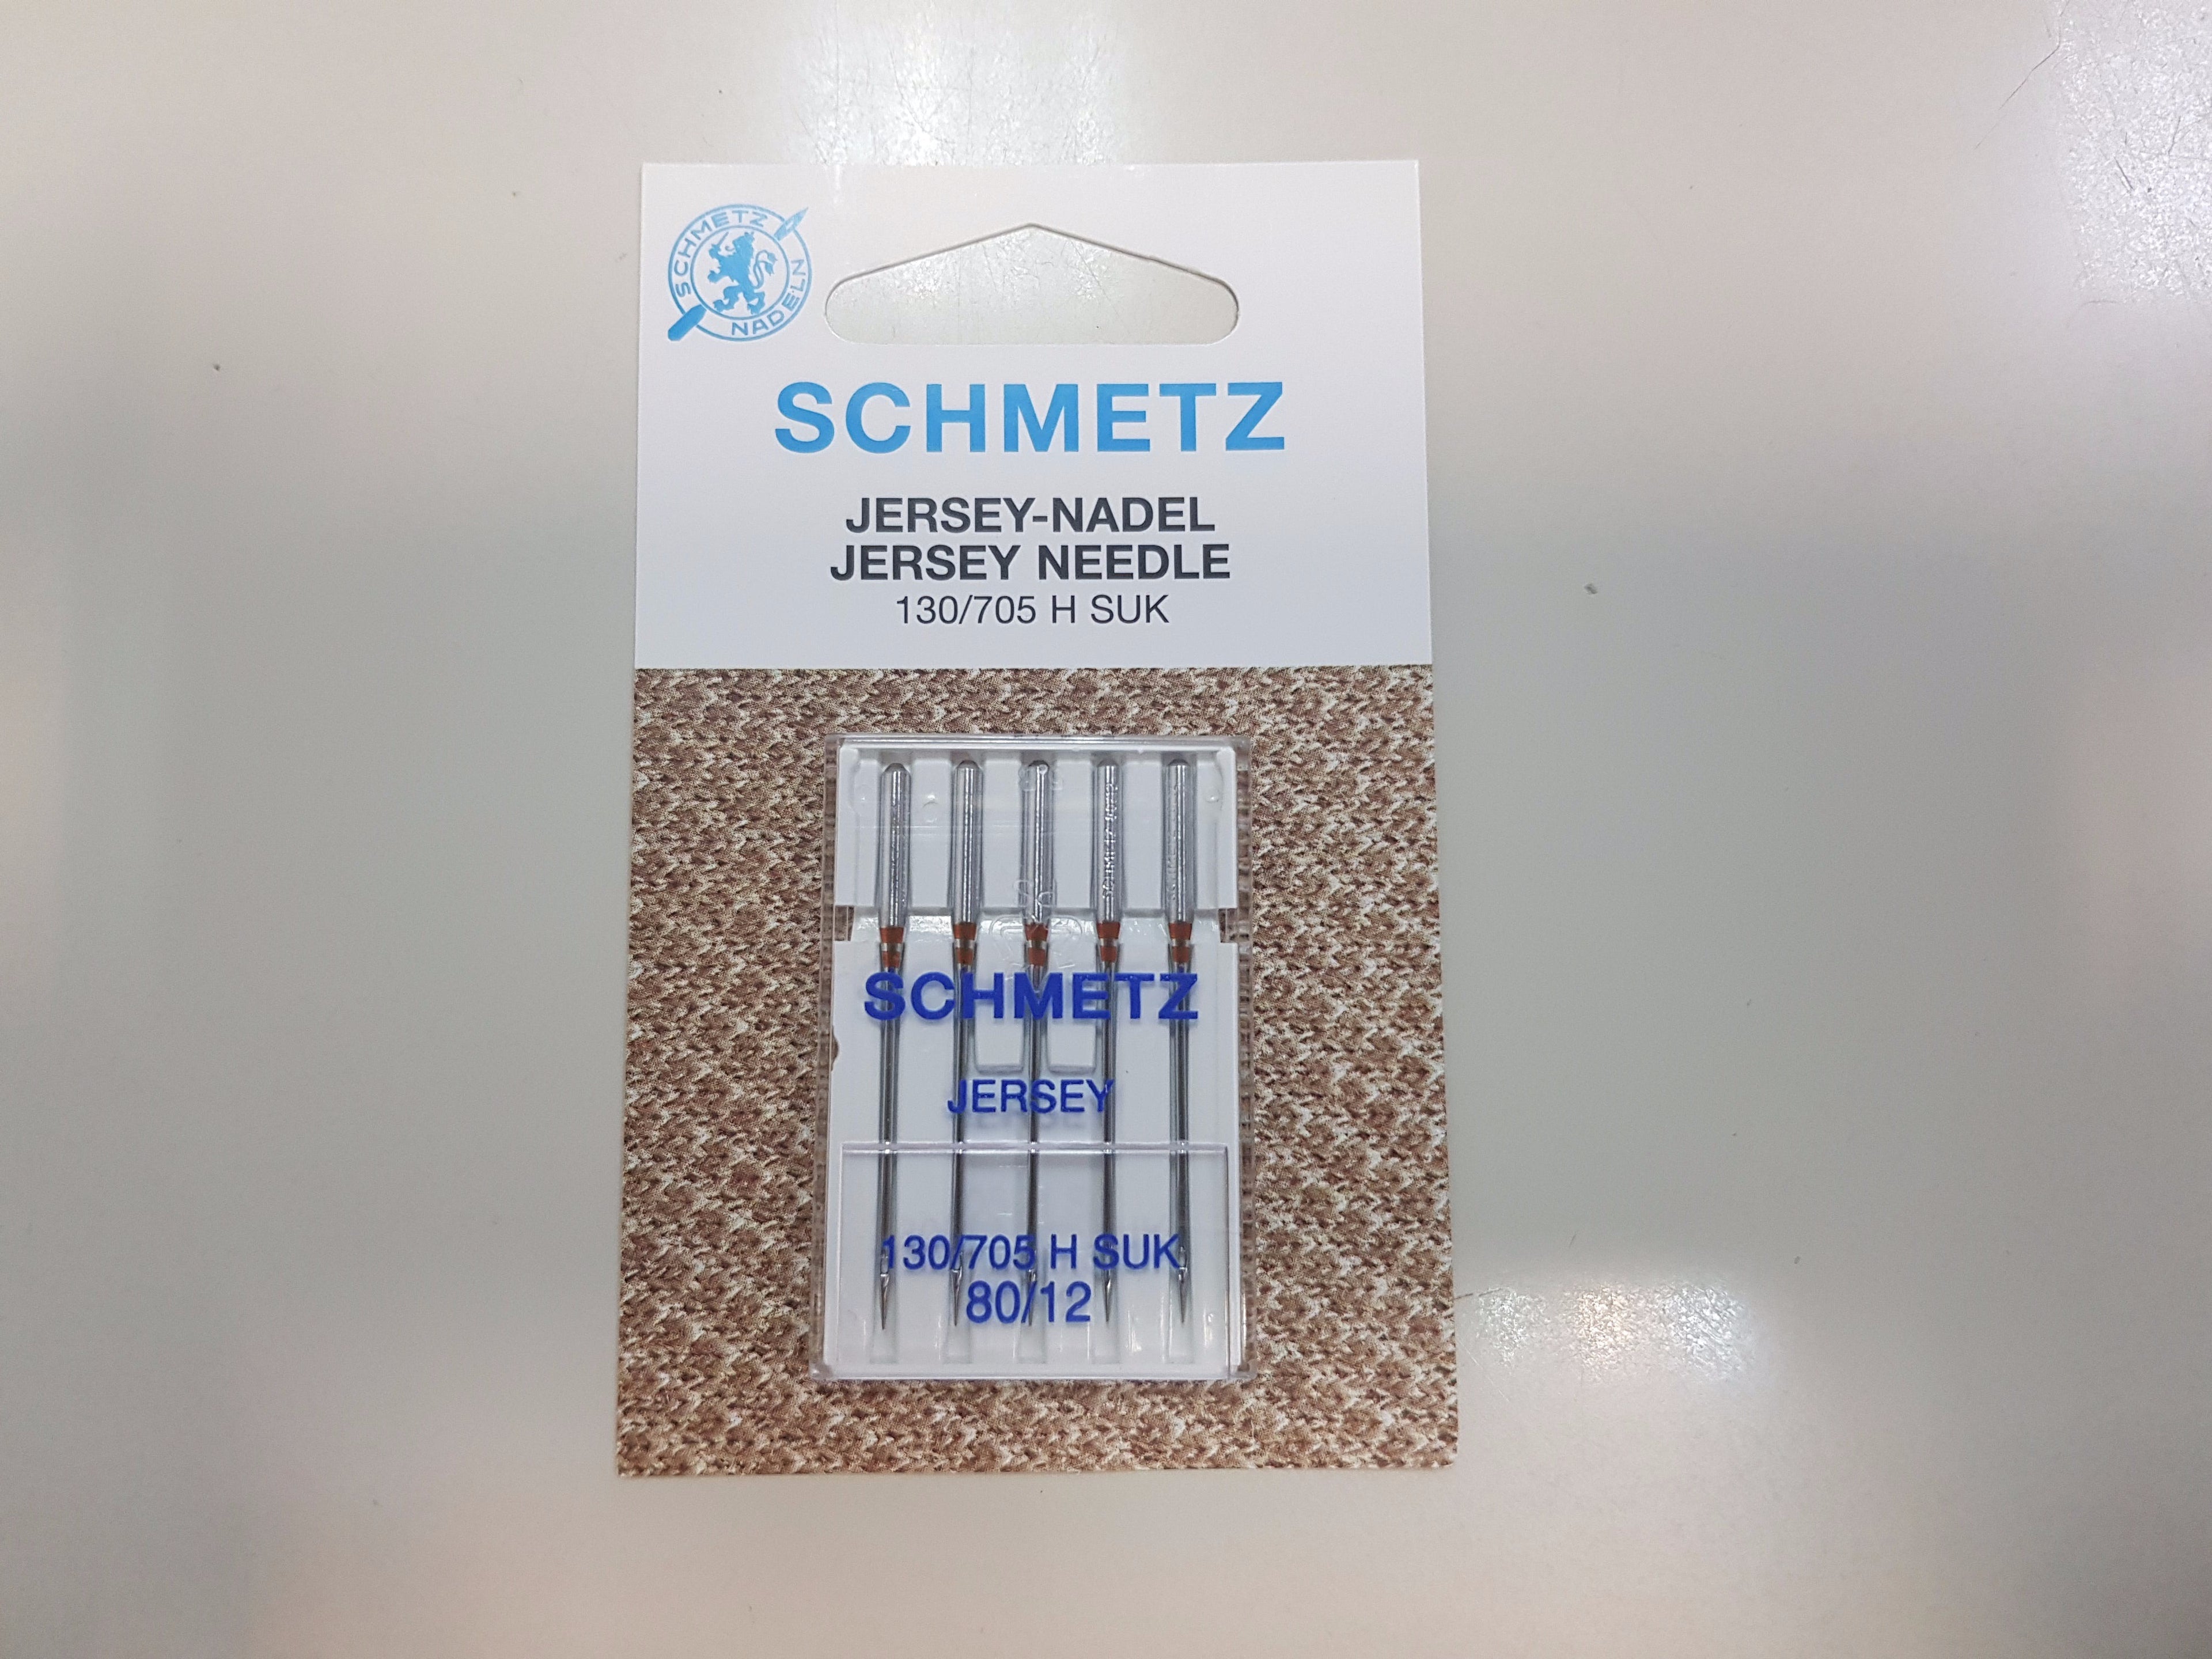 SCHMETZ NADELN
SCHMETZ
JERSEY-NADEL
JERSEY NEEDLE
130/705 H SUK
SCHMETZ
JERSEY
130/705 H SUK
80/12